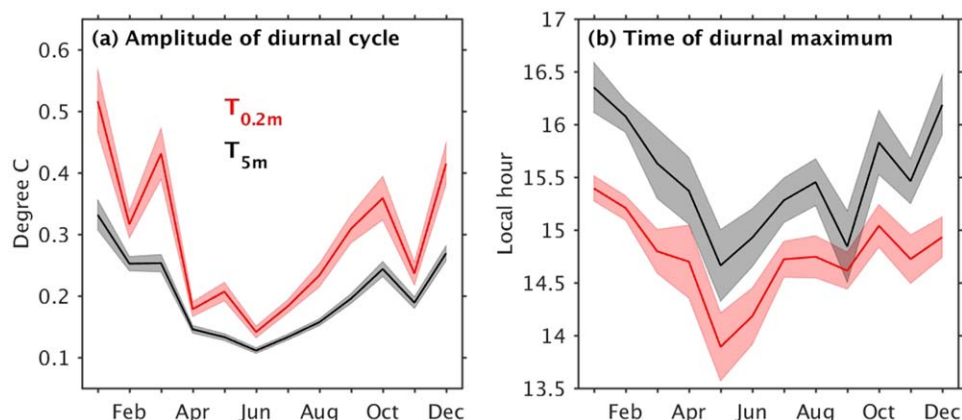 (a) Amplitude of diurnal cycle
0.6
0.5
0.4
0.3
0.2
0.1
Degree C
T0.2m
T5m
Feb Apr Jun Aug Oct Dec
(b) Time of diurnal maximum
17
16.5
16
15.5
15
14.5
14
13.5
Local hour
Feb Apr Jun Aug Oct Dec